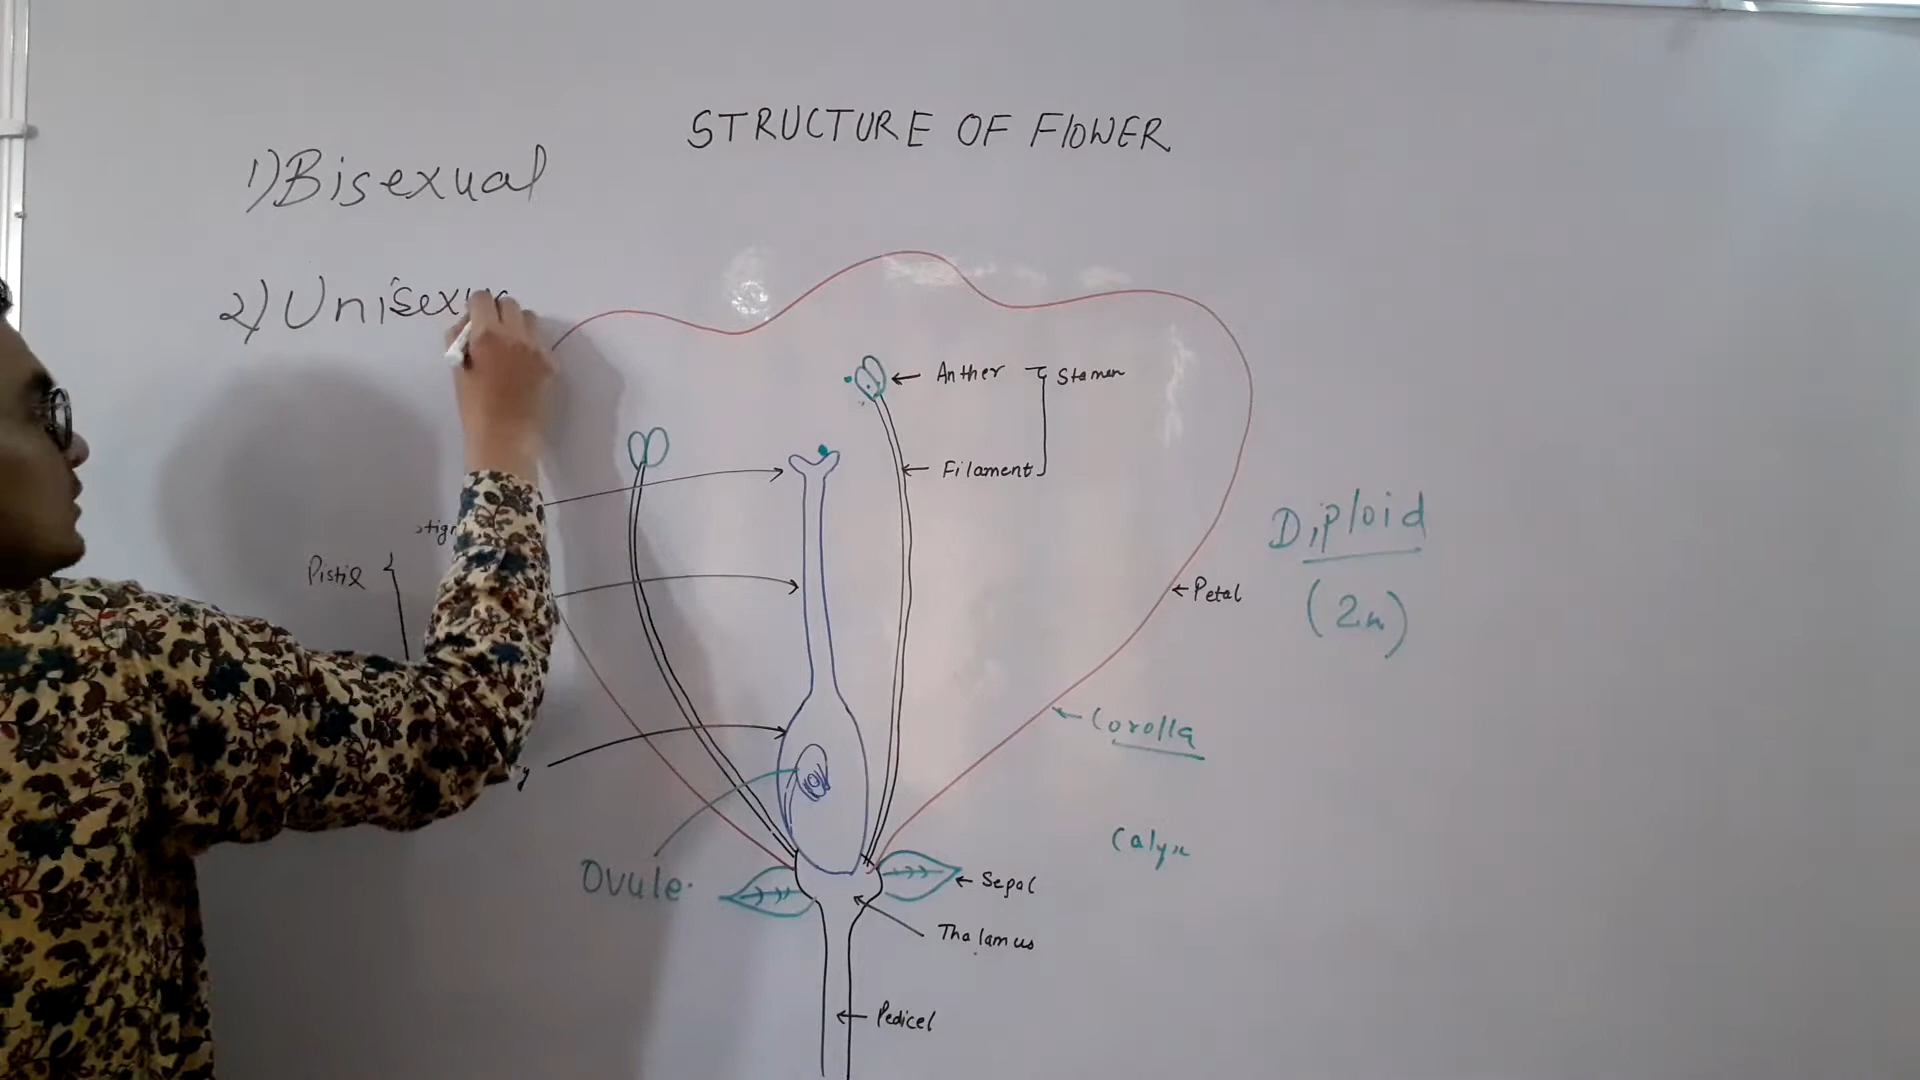 STRUCTURE OF FLOWER
1) Bisexual
2) Unisexu
Anther
Stamen
Filament
Pistil
Diploid
(2n)
Petal
Corolla
Calyx
Ovule
Sepal
Thalamus
Pedicel